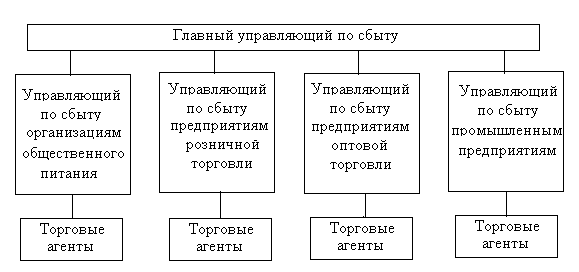 Главный управляющий по сбыту
Управляющий
по сбыту
организациям
общественного
питания
Управляющий
по сбыту
предприятиям
розничной
торговли
Управляющий
по сбыту
предприятиям
оптовой
торговли
Управляющий
по сбыту
промышленным
предприятиям
Торговые
агенты
Торговые
агенты
Торговые
агенты
Торговые
агенты